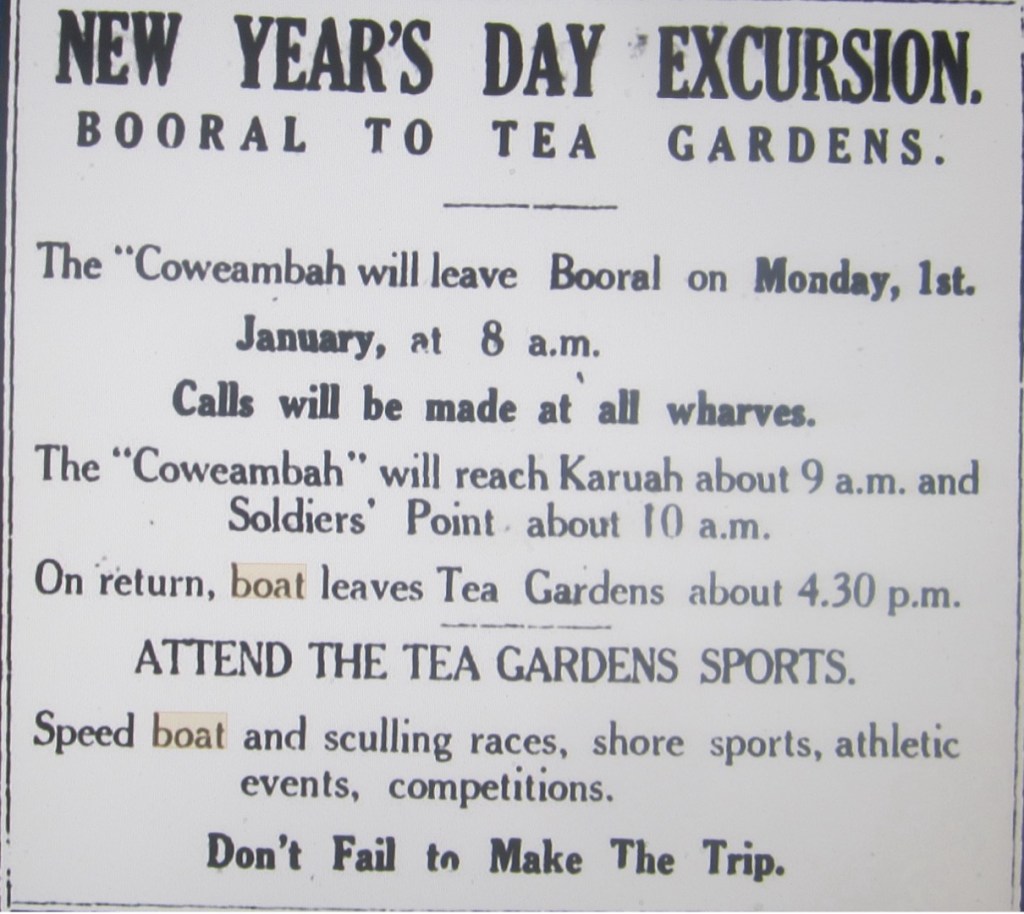 NEW YEAR'S DAY EXCURSION.
BOORAL TO TEA GARDENS.
The "Coweambah will leave Booral on Monday, 1st.
January, at 8 a.m.
Calls will be made at all wharves.
The "Coweambah" will reach Karuah about 9 a.m. and
Soldiers' Point about 10 a.m.
On return, boat leaves Tea Gardens about 4.30 p.m.
ATTEND THE TEA GARDENS SPORTS.
Speed boat and sculling races, shore sports, athletic
events, competitions.
Don't Fail to Make The Trip.